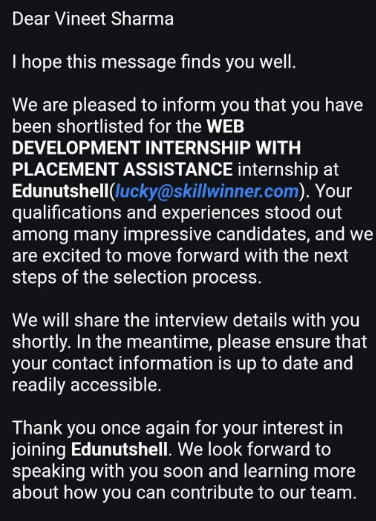 Dear Vineet Sharma
I hope this message finds you well.
We are pleased to inform you that you have
been shortlisted for the WEB
DEVELOPMENT INTERNSHIP WITH
PLACEMENT ASSISTANCE internship at
Edunutshell(lucky@skillwinner.com). Your
qualifications and experiences stood out
among many impressive candidates, and we
are excited to move forward with the next
steps of the selection process.
We will share the interview details with you
shortly. In the meantime, please ensure that
your contact information is up to date and
readily accessible.
Thank you once again for your interest in
joining Edunutshell. We look forward to
speaking with you soon and learning more
about how you can contribute to our team.